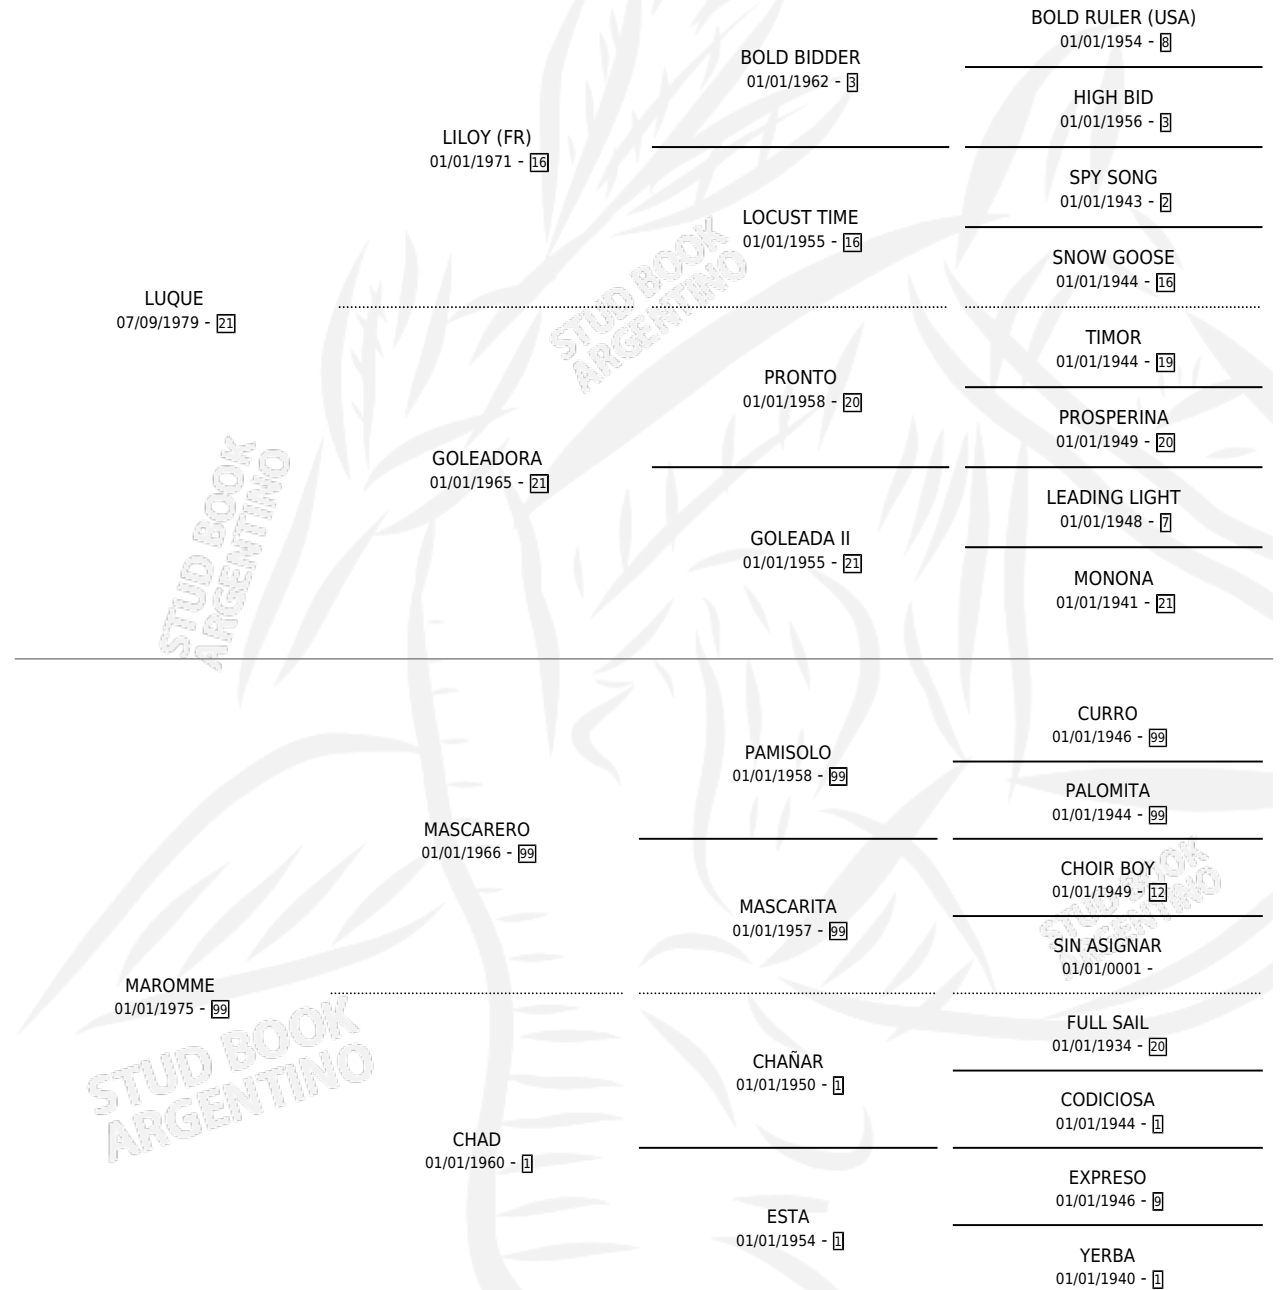 BOLD RULER (USA)
01/01/1954 - 8
BOLD BIDDER
01/01/1962 - 3
HIGH BID
01/01/1956 - 3
LILOY (FR)
01/01/1971 - 16
SPY SONG
01/01/1943 - 2
LOCUST TIME
01/01/1955 - 16
SNOW GOOSE
01/01/1944 - 16
LUQUE
07/09/1979 - 21
STUD BOOK
ARGENTINO
TIMOR
01/01/1944 - 19
PRONTO
01/01/1958 - 20
PROSPERINA
01/01/1949 - 20
GOLEADORA
01/01/1965 - 21
LEADING LIGHT
01/01/1948 - 7
GOLEADA II
01/01/1955 - 21
MONONA
01/01/1941 - 21
STUD BOOK
ARGENTINO
CURRO
01/01/1946 - 99
PAMISOLO
01/01/1958 - 99
PALOMITA
01/01/1944 - 99
MASCARERO
01/01/1966 - 99
CHOIR BOY
01/01/1949 - 12
MASCARITA
01/01/1957 - 99
STUD BOOK
ARGENTINO
SIN ASIGNAR
01/01/0001 -
MAROMME
01/01/1975 - 99
STUD BOOK
ARGENTINO
FULL SAIL
01/01/1934 - 20
CHAÑAR
01/01/1950 - 1
CODICIOSA
01/01/1944 - 1
CHAD
01/01/1960 - 1
EXPRESO
01/01/1946 - 9
ESTA
01/01/1954 - 1
YERBA
01/01/1940 - 1